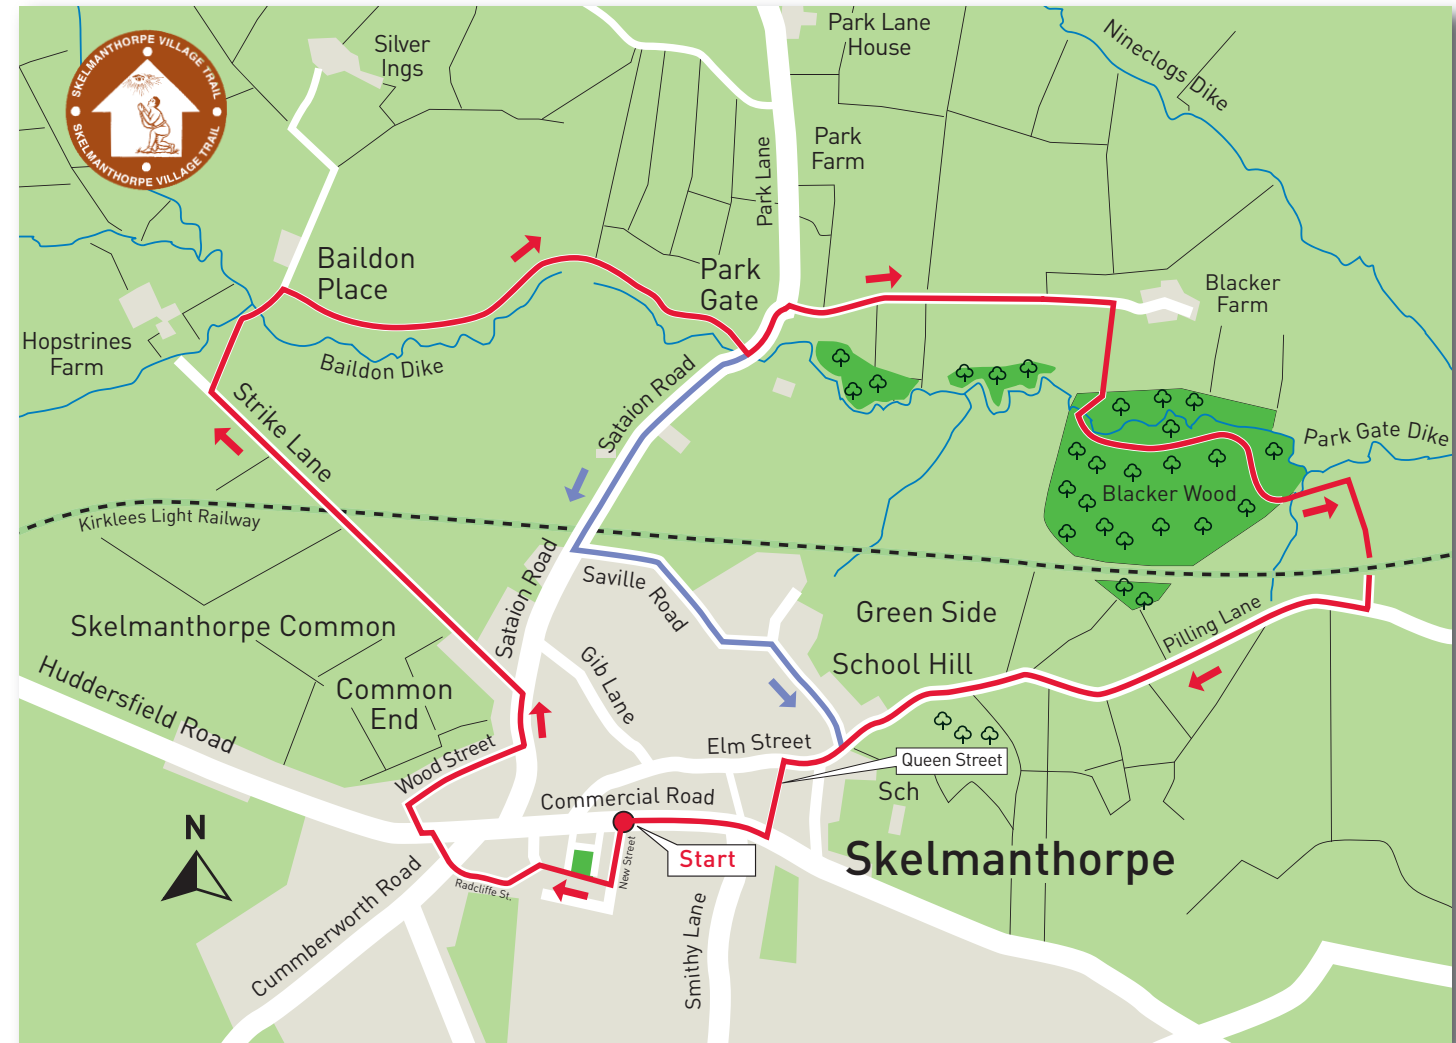 SKELMANTHORPE VILLAGE TRAIL
SKELMANTHORPE VILLAGE TRAIL
Silver
Ings
Park Lane
House
Nineclogs Dike
Park
Farm
Park Lane
Baildon
Place
Park
Gate
Blacker
Farm
Hopstrines
Farm
Baildon Dike
Strike Lane
Sataion Road
Park Gate Dike
Blacker Wood
Kirklees Light Railway
Sataion Road
Saville Road
Green Side
Skelmanthorpe Common
Pilling Lane
School Hill
Gib Lane
Huddersfield Road
Common
End
Elm Street
Queen Street
Wood Street
Sch
Commercial Road
N
Start
New Street
Skelmanthorpe
Radcliffe St.
Cummberworth Road
Smithy Lane